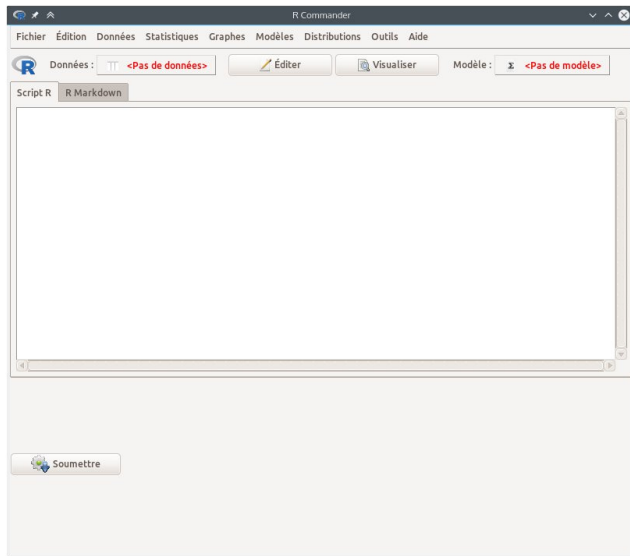 R Commander
Fichier Édition Données Statistiques Graphes Modèles Distributions Outils Aide
R Données : <Pas de données> Éditer Visualiser Modèle : Σ <Pas de modèle>
Script R R Markdown
Soumettre